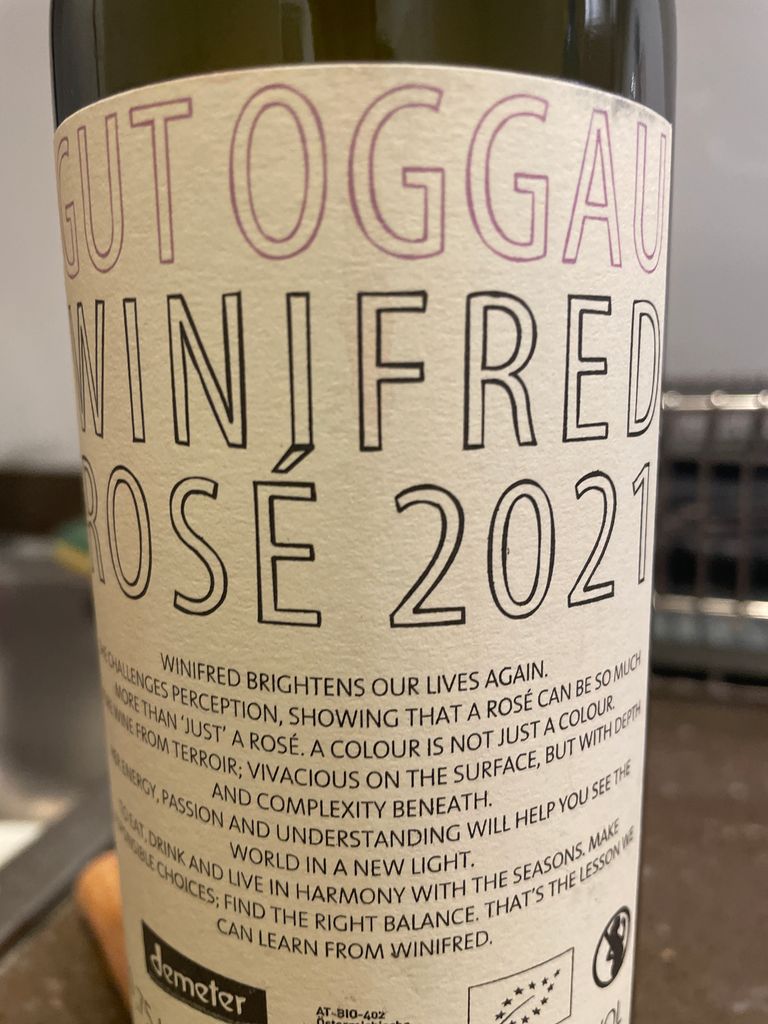 GUT OGGAU
WINIFRED
ROSÉ 2021
WINIFRED BRIGHTENS OUR LIVES AGAIN.
CHALLENGES PERCEPTION, SHOWING THAT A ROSÉ CAN BE SO MUCH
MORE THAN 'JUST' A ROSÉ. A COLOUR IS NOT JUST A COLOUR.
WINE FROM TERROIR; VIVACIOUS ON THE SURFACE, BUT WITH DEPTH
AND COMPLEXITY BENEATH.
HER ENERGY, PASSION AND UNDERSTANDING WILL HELP YOU SEE THE
WORLD IN A NEW LIGHT.
TO EAT, DRINK AND LIVE IN HARMONY WITH THE SEASONS. MAKE
CHOICES; FIND THE RIGHT BALANCE. THAT'S THE LESSON WE
CAN LEARN FROM WINIFRED.
demeter
AT-BIO-402